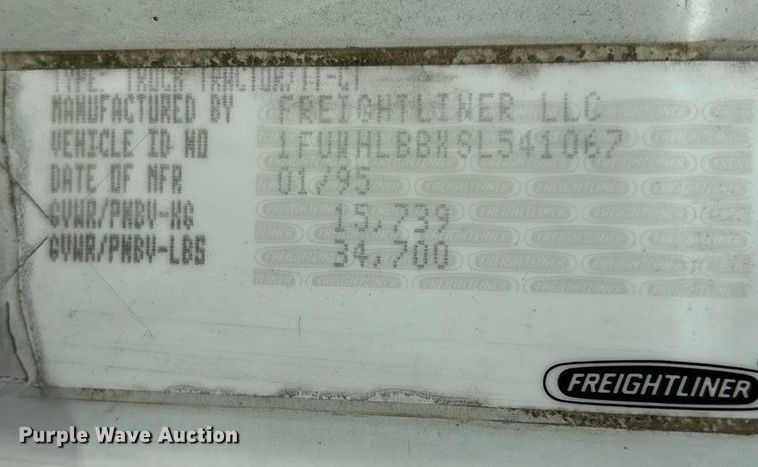 TYPE: TRUCK TRACTOR/TT-CT
MANUFACTURED BY FREIGHTLINER LLC
VEHICLE ID NO 1FUWHLBBXSL541067
DATE OF MFR 01/95
GVWR/PNBV-KG 15,739
GVWR/PNBV-LBS 34,700
FREIGHTLINER
Purple Wave Auction